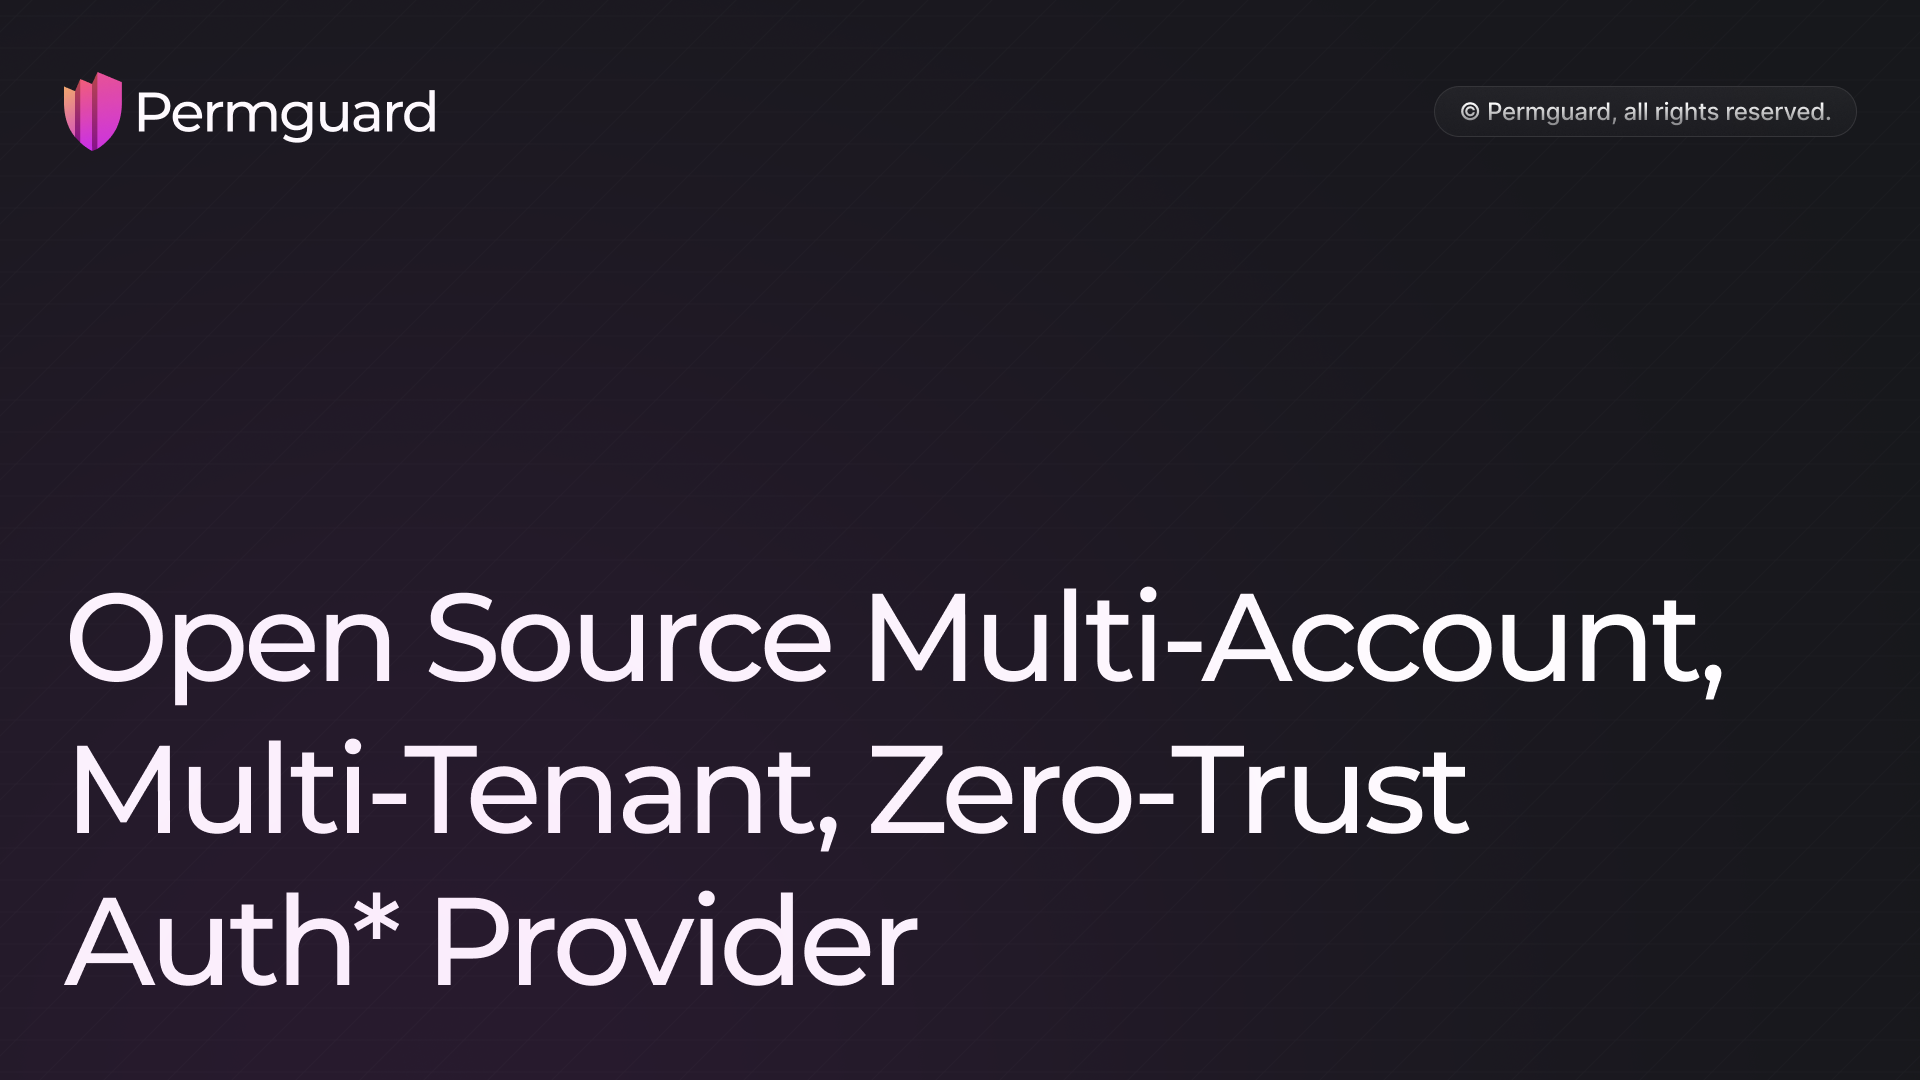 Permguard
© Permguard, all rights reserved.
Open Source Multi-Account,
Multi-Tenant, Zero-Trust
Auth* Provider